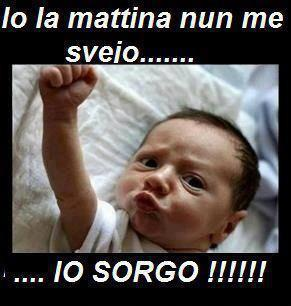 Io la mattina nun me
svejo.......
.... IO SORGO !!!!!!